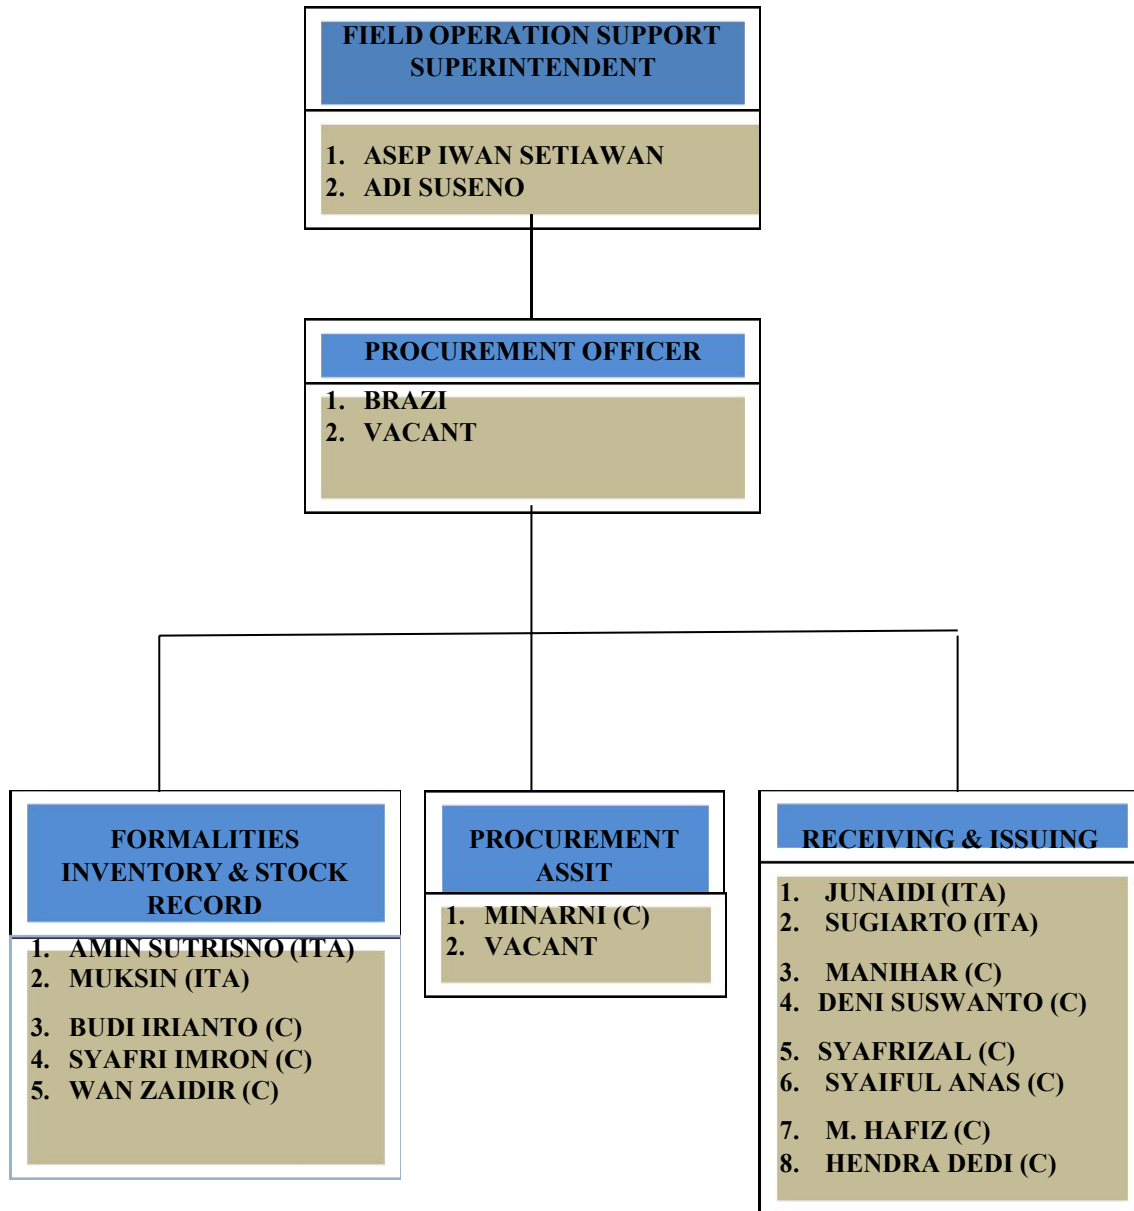 FIELD OPERATION SUPPORT
SUPERINTENDENT
1. ASEP IWAN SETIAWAN
2. ADI SUSENO
PROCUREMENT OFFICER
1. BRAZI
2. VACANT
FORMALITIES
INVENTORY & STOCK
RECORD
1. AMIN SUTRISNO (ITA)
2. MUKSIN (ITA)
3. BUDI IRIANTO (C)
4. SYAFRI IMRON (C)
5. WAN ZAIDIR (C)
PROCUREMENT
ASSIT
1. MINARNI (C)
2. VACANT
RECEIVING & ISSUING
1. JUNAIDI (ITA)
2. SUGIARTO (ITA)
3. MANIHAR (C)
4. DENI SUSWANTO (C)
5. SYAFRIZAL (C)
6. SYAIFUL ANAS (C)
7. M. HAFIZ (C)
8. HENDRA DEDI (C)